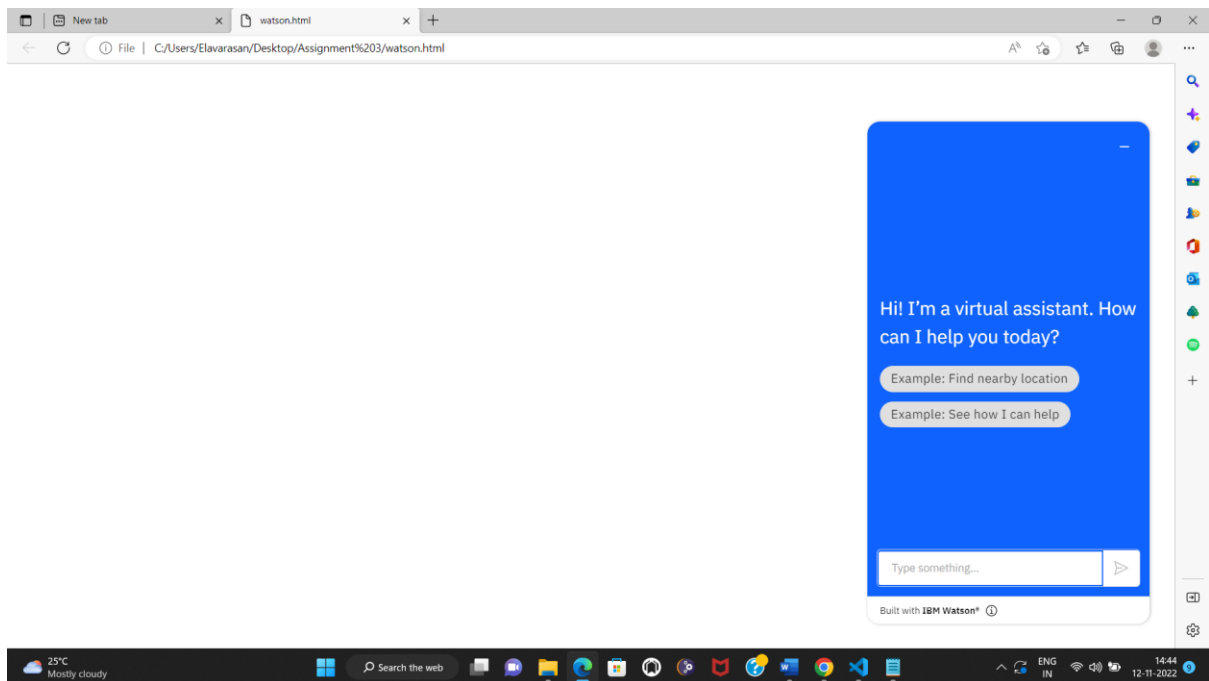 New tab
watson.html
File | C:/Users/Elavarasan/Desktop/Assignment%203/watson.html
Hi! I'm a virtual assistant. How
can I help you today?
Example: Find nearby location
Example: See how I can help
Type something...
Built with IBM Watson®
25°C
Mostly cloudy
Search the web
ENG
IN
14:44
12-11-2022
9